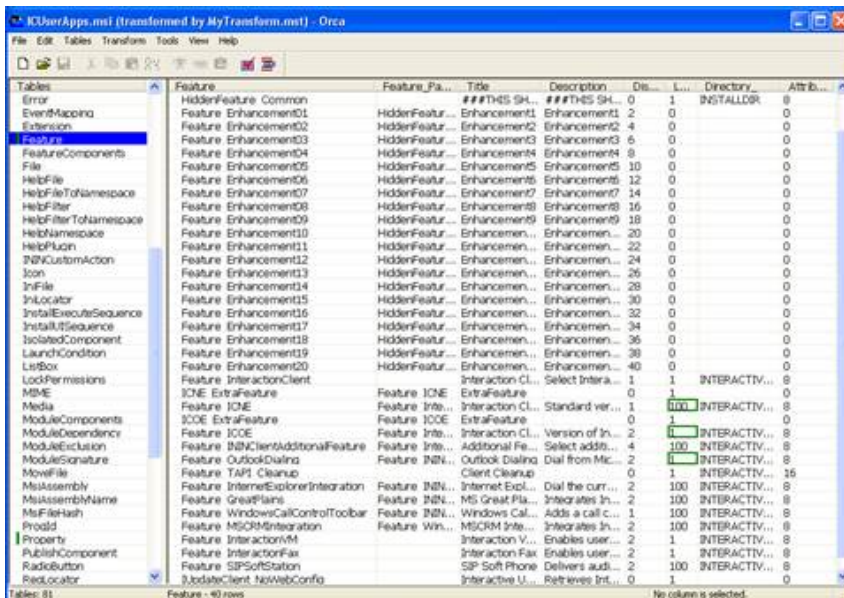 ICUserApps.msi (transformed by MyTransform.mst) - Orca
File Edit Tables Transform Tools View Help
Tables Feature Feature_Pa... Title Description Dis... L... Directory_ Attrib...
Error HiddenFeature Common ###THIS SH... ###THIS SH... 0 1 INSTALLDIR 8
EventMapping Feature Enhancement01 HiddenFeatur... Enhancement1 Enhancement1 2 0 0
Extension Feature Enhancement02 HiddenFeatur... Enhancement2 Enhancement2 4 0 0
Feature Feature Enhancement03 HiddenFeatur... Enhancement3 Enhancement3 6 0 0
FeatureComponents Feature Enhancement04 HiddenFeatur... Enhancement4 Enhancement4 8 0 0
File Feature Enhancement05 HiddenFeatur... Enhancement5 Enhancement5 10 0 0
HelpFile Feature Enhancement06 HiddenFeatur... Enhancement6 Enhancement6 12 0 0
HelpFileToNamespace Feature Enhancement07 HiddenFeatur... Enhancement7 Enhancement7 14 0 0
HelpFilter Feature Enhancement08 HiddenFeatur... Enhancement8 Enhancement8 16 0 0
HelpFilterToNamespace Feature Enhancement09 HiddenFeatur... Enhancement9 Enhancement9 18 0 0
HelpNamespace Feature Enhancement10 HiddenFeatur... Enhancemen... Enhancemen... 20 0 0
HelpPlugin Feature Enhancement11 HiddenFeatur... Enhancemen... Enhancemen... 22 0 0
ININCustomAction Feature Enhancement12 HiddenFeatur... Enhancemen... Enhancemen... 24 0 0
Icon Feature Enhancement13 HiddenFeatur... Enhancemen... Enhancemen... 26 0 0
IniFile Feature Enhancement14 HiddenFeatur... Enhancemen... Enhancemen... 28 0 0
IniLocator Feature Enhancement15 HiddenFeatur... Enhancemen... Enhancemen... 30 0 0
InstallExecuteSequence Feature Enhancement16 HiddenFeatur... Enhancemen... Enhancemen... 32 0 0
InstallUISequence Feature Enhancement17 HiddenFeatur... Enhancemen... Enhancemen... 34 0 0
IsolatedComponent Feature Enhancement18 HiddenFeatur... Enhancemen... Enhancemen... 36 0 0
LaunchCondition Feature Enhancement19 HiddenFeatur... Enhancemen... Enhancemen... 38 0 0
ListBox Feature Enhancement20 HiddenFeatur... Enhancemen... Enhancemen... 40 0 0
LockPermissions Feature InteractionClient Interaction Cl... Select Intera... 1 1 INTERACTIV... 8
MIME ICNE ExtraFeature Feature ICNE ExtraFeature 0 1 0
Media Feature ICNE Feature Inte... Interaction Cl... Standard ver... 1 100 INTERACTIV... 8
ModuleComponents ICOE ExtraFeature Feature ICOE ExtraFeature 0 1 0
ModuleDependency Feature ICOE Feature Inte... Interaction Cl... Version of In... 2 1 INTERACTIV... 8
ModuleExclusion Feature ININClientAdditionalFeature Feature Inte... Additional Fe... Select additi... 4 100 INTERACTIV... 8
ModuleSignature Feature OutlookDialing Feature ININ... Outlook Dialing Dial from Mic... 2 1 INTERACTIV... 8
MoveFile Feature TAPI Cleanup Client Cleanup 0 1 INTERACTIV... 16
MsiAssembly Feature InternetExplorerIntegration Feature ININ... Internet Expl... Dial the curr... 2 100 INTERACTIV... 8
MsiAssemblyName Feature GreatPlains Feature ININ... MS Great Pla... Integrates In... 2 100 INTERACTIV... 8
MsiFileHash Feature WindowsCallControlToolbar Feature ININ... Windows Cal... Adds a call c... 1 100 INTERACTIV... 8
ProgId Feature MSCRMIntegration Feature Win... MSCRM Inte... Integrates In... 2 100 INTERACTIV... 8
Property Feature InteractionVM Interaction V... Enables user... 2 1 INTERACTIV... 8
PublishComponent Feature InteractionFax Interaction Fax Enables user... 2 1 INTERACTIV... 8
RadioButton Feature SIPSoftStation SIP Soft Phone Delivers audi... 2 100 INTERACTIV... 8
RegLocator IUpdateClient NoWebConfig Interactive U... Retrieves Int... 0 1 0
Tables: 81 Feature - 40 rows No column is selected.